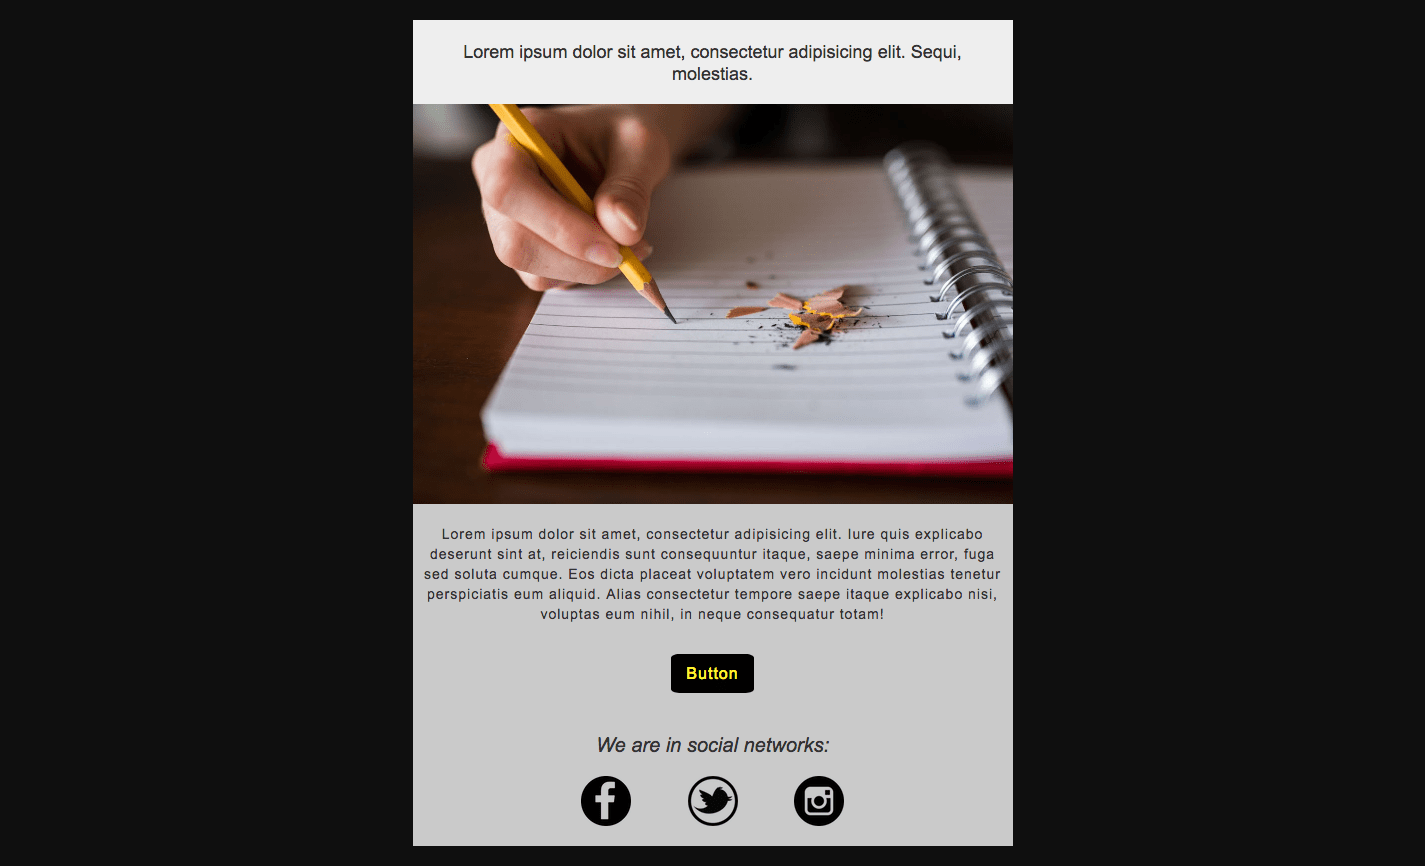 Lorem ipsum dolor sit amet, consectetur adipisicing elit. Sequi,
molestias.
Lorem ipsum dolor sit amet, consectetur adipisicing elit. Iure quis explicabo
deserunt sint at, reiciendis sunt consequuntur itaque, saepe minima error, fuga
sed soluta cumque. Eos dicta placeat voluptatem vero incidunt molestias tenetur
perspiciatis eum aliquid. Alias consectetur tempore saepe itaque explicabo nisi,
voluptas eum nihil, in neque consequatur totam!
Button
We are in social networks: